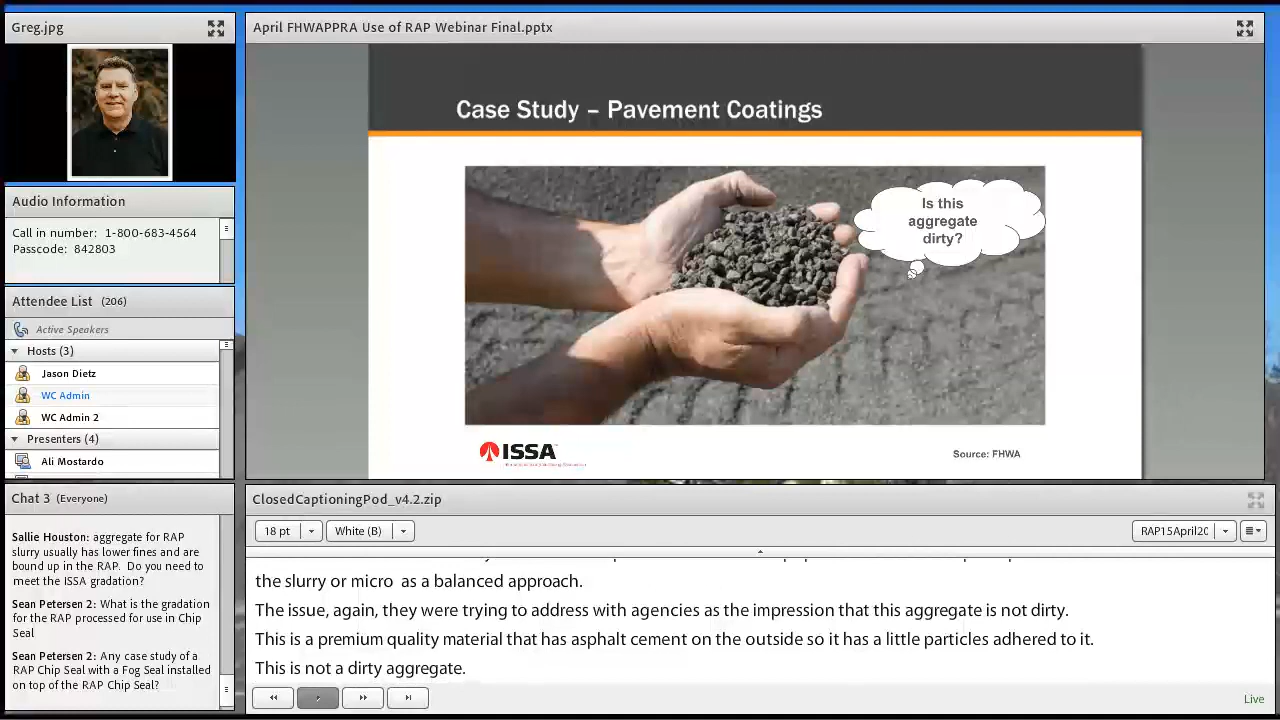 Greg.jpg
April FHWAPPRA Use of RAP Webinar Final.pptx
Case Study – Pavement Coatings
Is this
aggregate
dirty?
ISSA
Source: FHWA
Audio Information
Call in number: 1-800-683-4564
Passcode: 842803
Attendee List (206)
Active Speakers
Hosts (3)
Jason Dietz
WC Admin
WC Admin 2
Presenters (4)
Ali Mostardo
Chat 3 (Everyone)
Sallie Houston: aggregate for RAP
slurry usually has lower fines and are
bound up in the RAP. Do you need to
meet the ISSA gradation?
Sean Petersen 2: What is the gradation
for the RAP processed for use in Chip
Seal
Sean Petersen 2: Any case study of a
RAP Chip Seal with a Fog Seal installed
on top of the RAP Chip Seal?
ClosedCaptioningPod_v4.2.zip
18 pt
White (B)
RAP15April20
the slurry or micro as a balanced approach.
The issue, again, they were trying to address with agencies as the impression that this aggregate is not dirty.
This is a premium quality material that has asphalt cement on the outside so it has a little particles adhered to it.
This is not a dirty aggregate.
Live